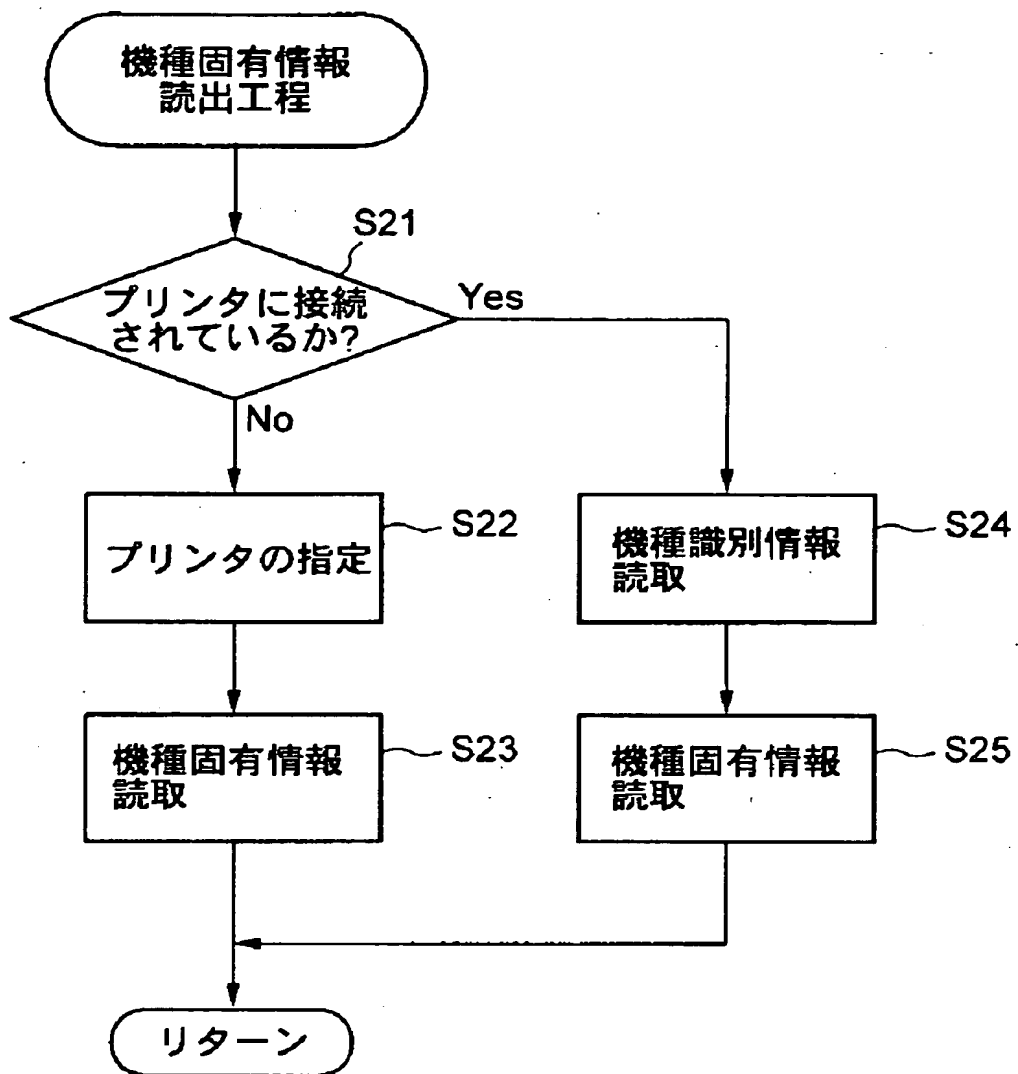 機種固有情報
読出工程
S21
プリンタに接続
されているか?
Yes
No
プリンタの指定
S22
機種識別情報
読取
S24
機種固有情報
読取
S23
機種固有情報
読取
S25
リターン